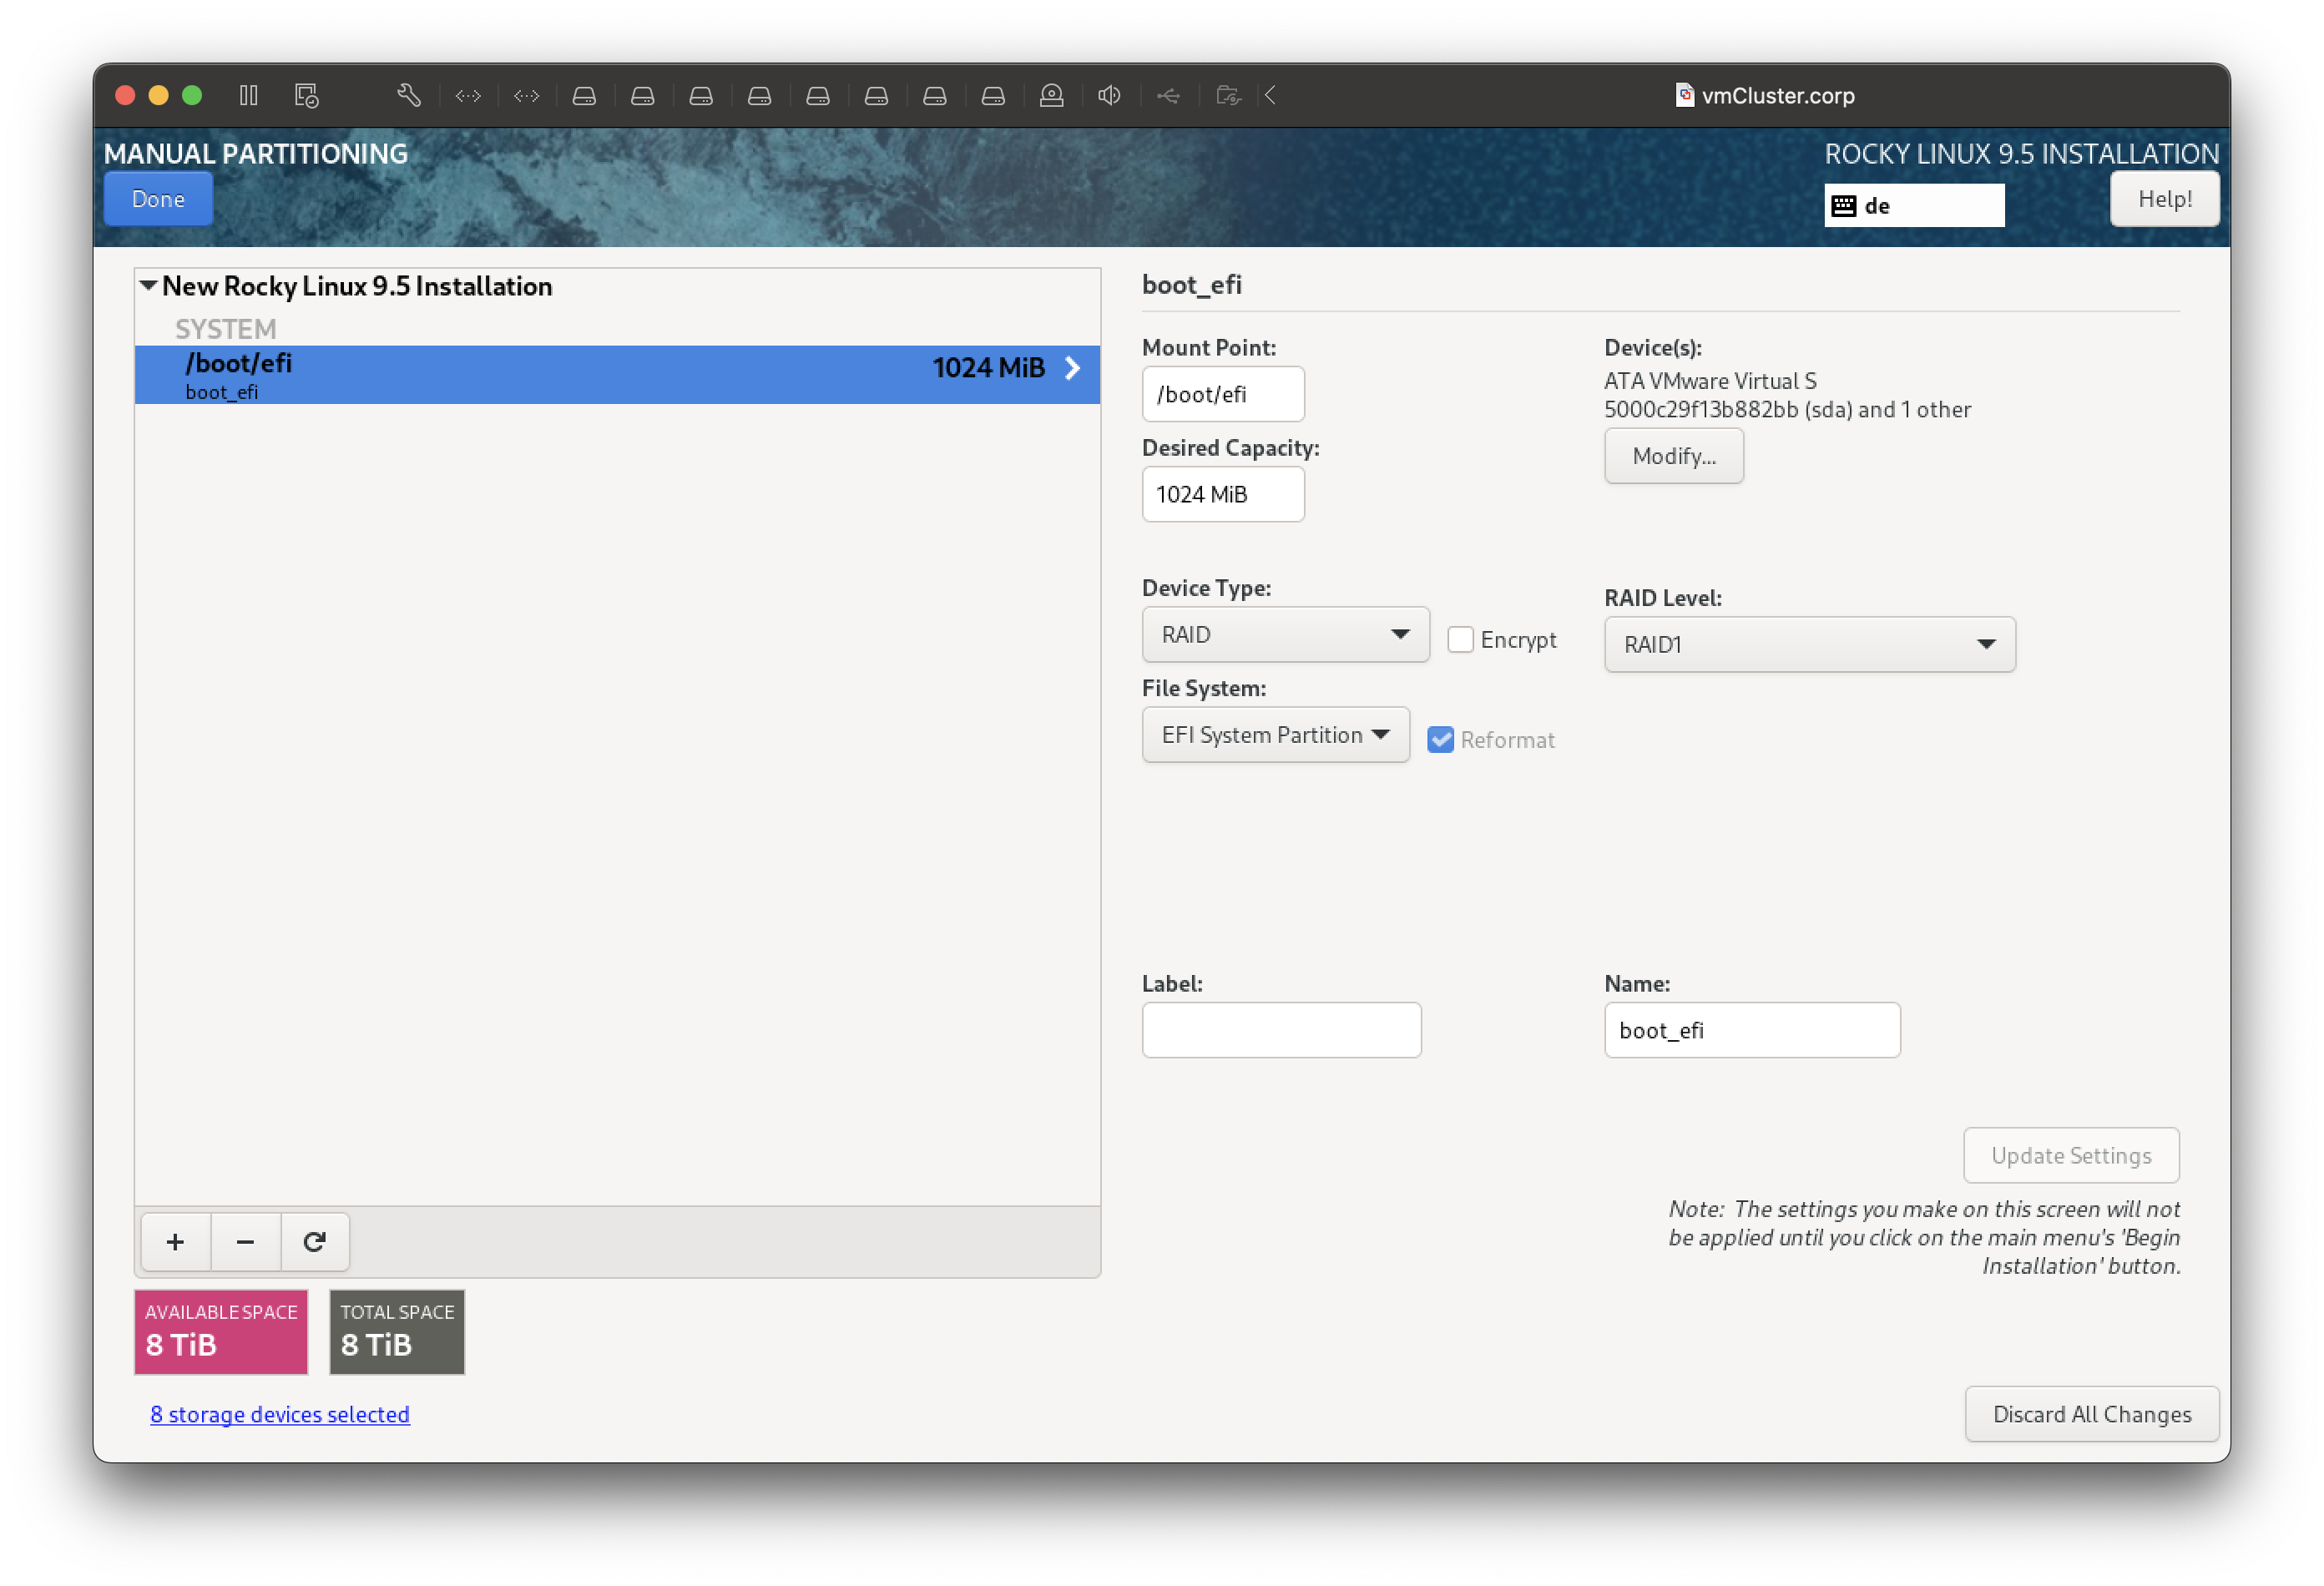 vmCluster.corp
MANUAL PARTITIONING
ROCKY LINUX 9.5 INSTALLATION
Done
de
Help!
New Rocky Linux 9.5 Installation
SYSTEM
/boot/efi
1024 MiB
boot_efi
boot_efi
Mount Point:
/boot/efi
Desired Capacity:
1024 MiB
Device(s):
ATA VMware Virtual S
5000c29f13b882bb (sda) and 1 other
Modify...
Device Type:
RAID
Encrypt
RAID Level:
RAID1
File System:
EFI System Partition
Reformat
Label:
Name:
boot_efi
Update Settings
Note: The settings you make on this screen will not
be applied until you click on the main menu's 'Begin
Installation' button.
AVAILABLE SPACE
8 TiB
TOTAL SPACE
8 TiB
8 storage devices selected
Discard All Changes